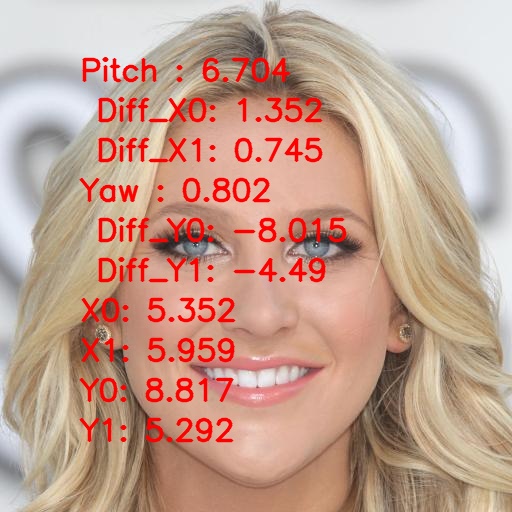 Pitch : 6.704
Diff_X0: 1.352
Diff_X1: 0.745
Yaw : 0.802
Diff_Y0: -8.015
Diff_Y1: -4.49
X0: 5.352
X1: 5.959
Y0: 8.817
Y1: 5.292